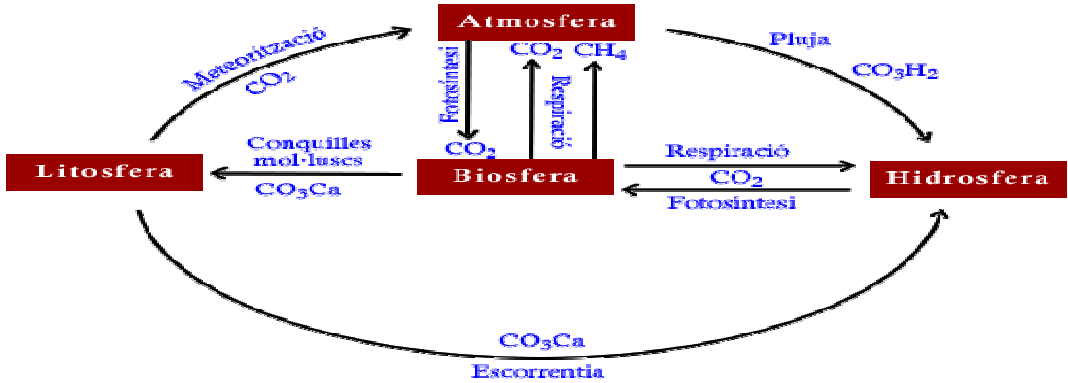 Atmosfera
Meteorització
CO₂
Fotosíntesi
CO₂ CH₄
Respiració
Pluja
CO₃H₂
CO₂
Conquilles
mol·luscs
CO₃Ca
Litosfera
Biosfera
Respiració
CO₂
Fotosíntesi
Hidrosfera
CO₃Ca
Escorrentia